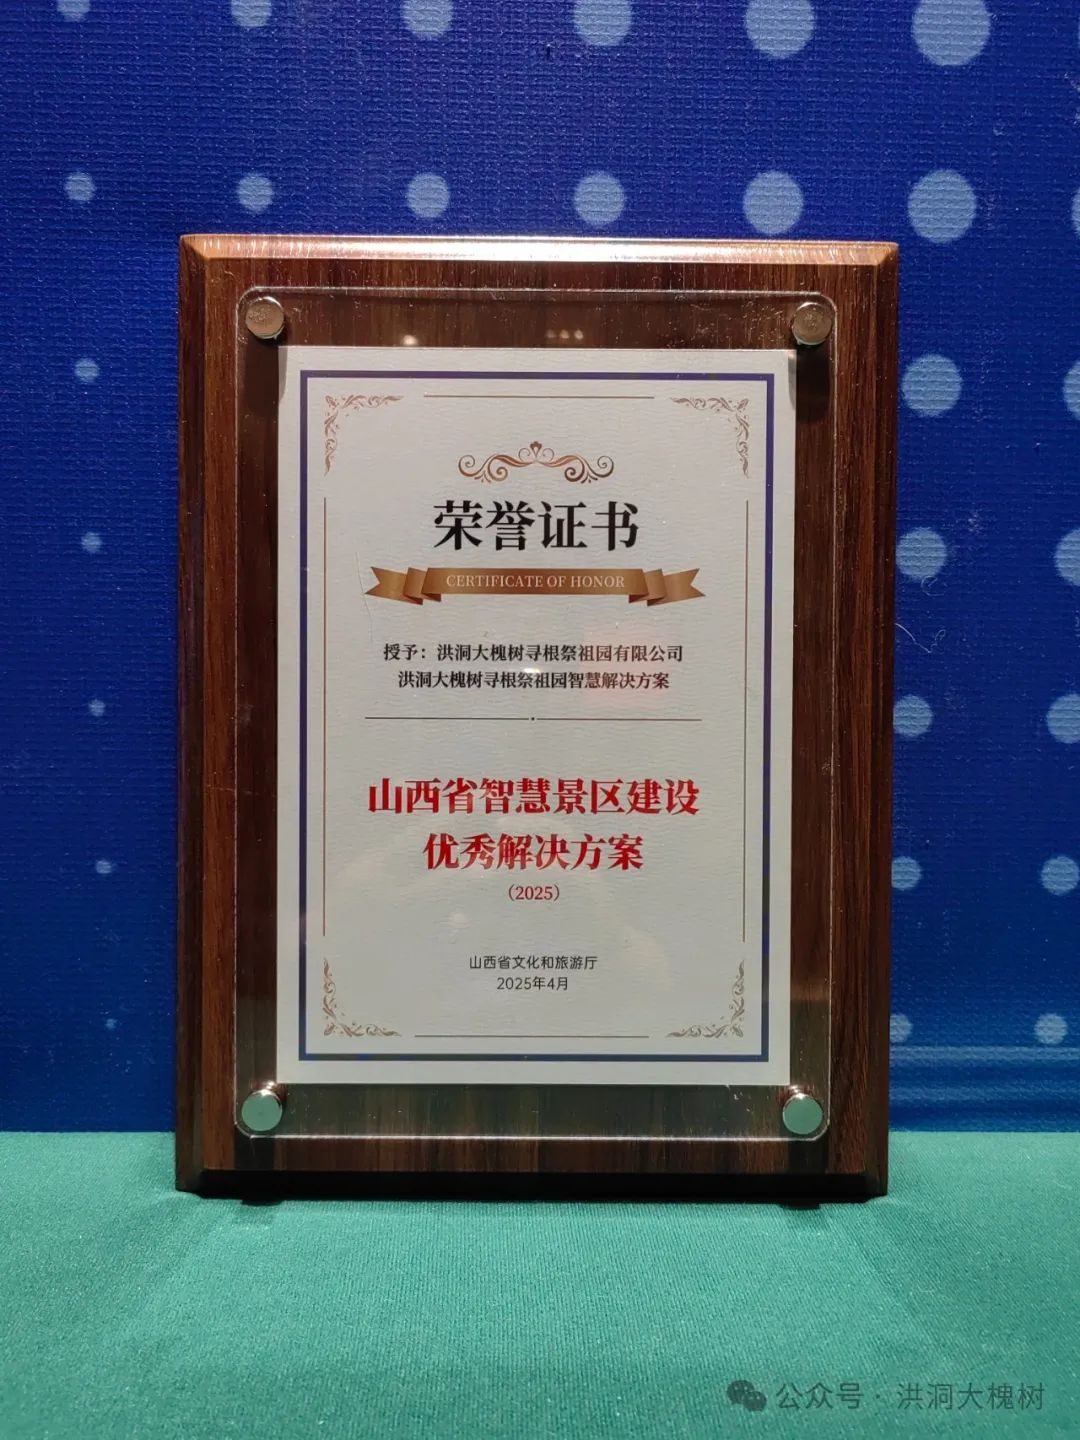 荣誉证书
CERTIFICATE OF HONOR
授予：洪洞大槐树寻根祭祖园有限公司
洪洞大槐树寻根祭祖园智慧解决方案
山西省智慧景区建设
优秀解决方案
（2025）
山西省文化和旅游厅
2025年4月
公众号·洪洞大槐树